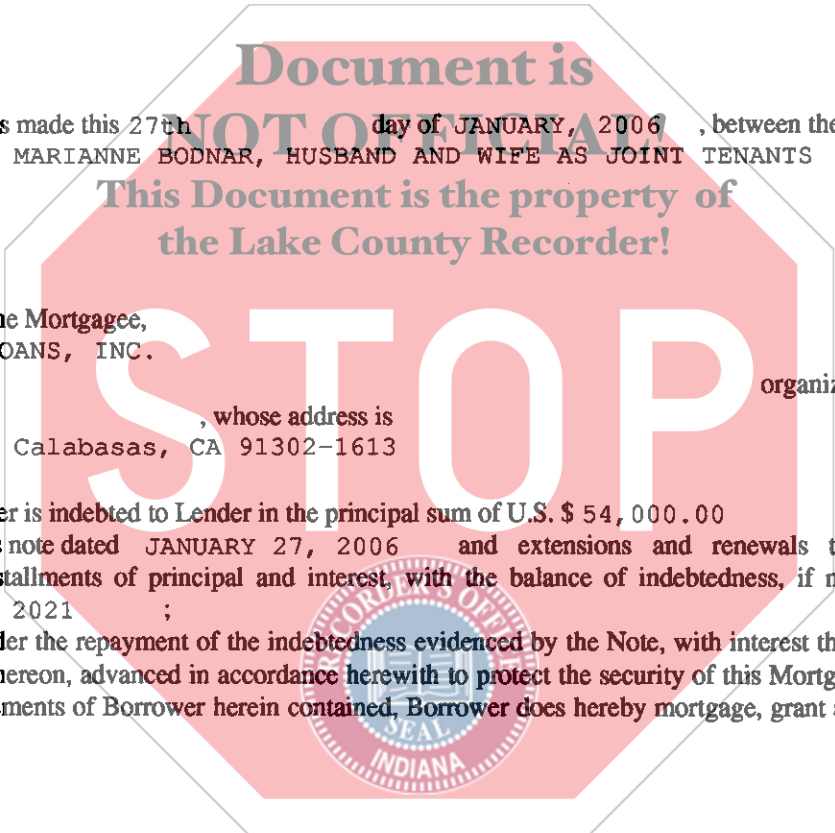 Document is
s made this 27th day of JANUARY, 2006 , between the
NOT OFFICIAL!
MARIANNE BODNAR, HUSBAND AND WIFE AS JOINT TENANTS
This Document is the property of
the Lake County Recorder!
e Mortgagee,
OANS, INC.
organiz
, whose address is
Calabasas, CA 91302-1613
STOP
er is indebted to Lender in the principal sum of U.S. $ 54,000.00
note dated JANUARY 27, 2006 and extensions and renewals t
stallments of principal and interest, with the balance of indebtedness, if n
2021 ;
er the repayment of the indebtedness evidenced by the Note, with interest th
ereon, advanced in accordance herewith to protect the security of this Mortg
ments of Borrower herein contained, Borrower does hereby mortgage, grant a
RECORDER'S OFFICE
SEAL
INDIANA